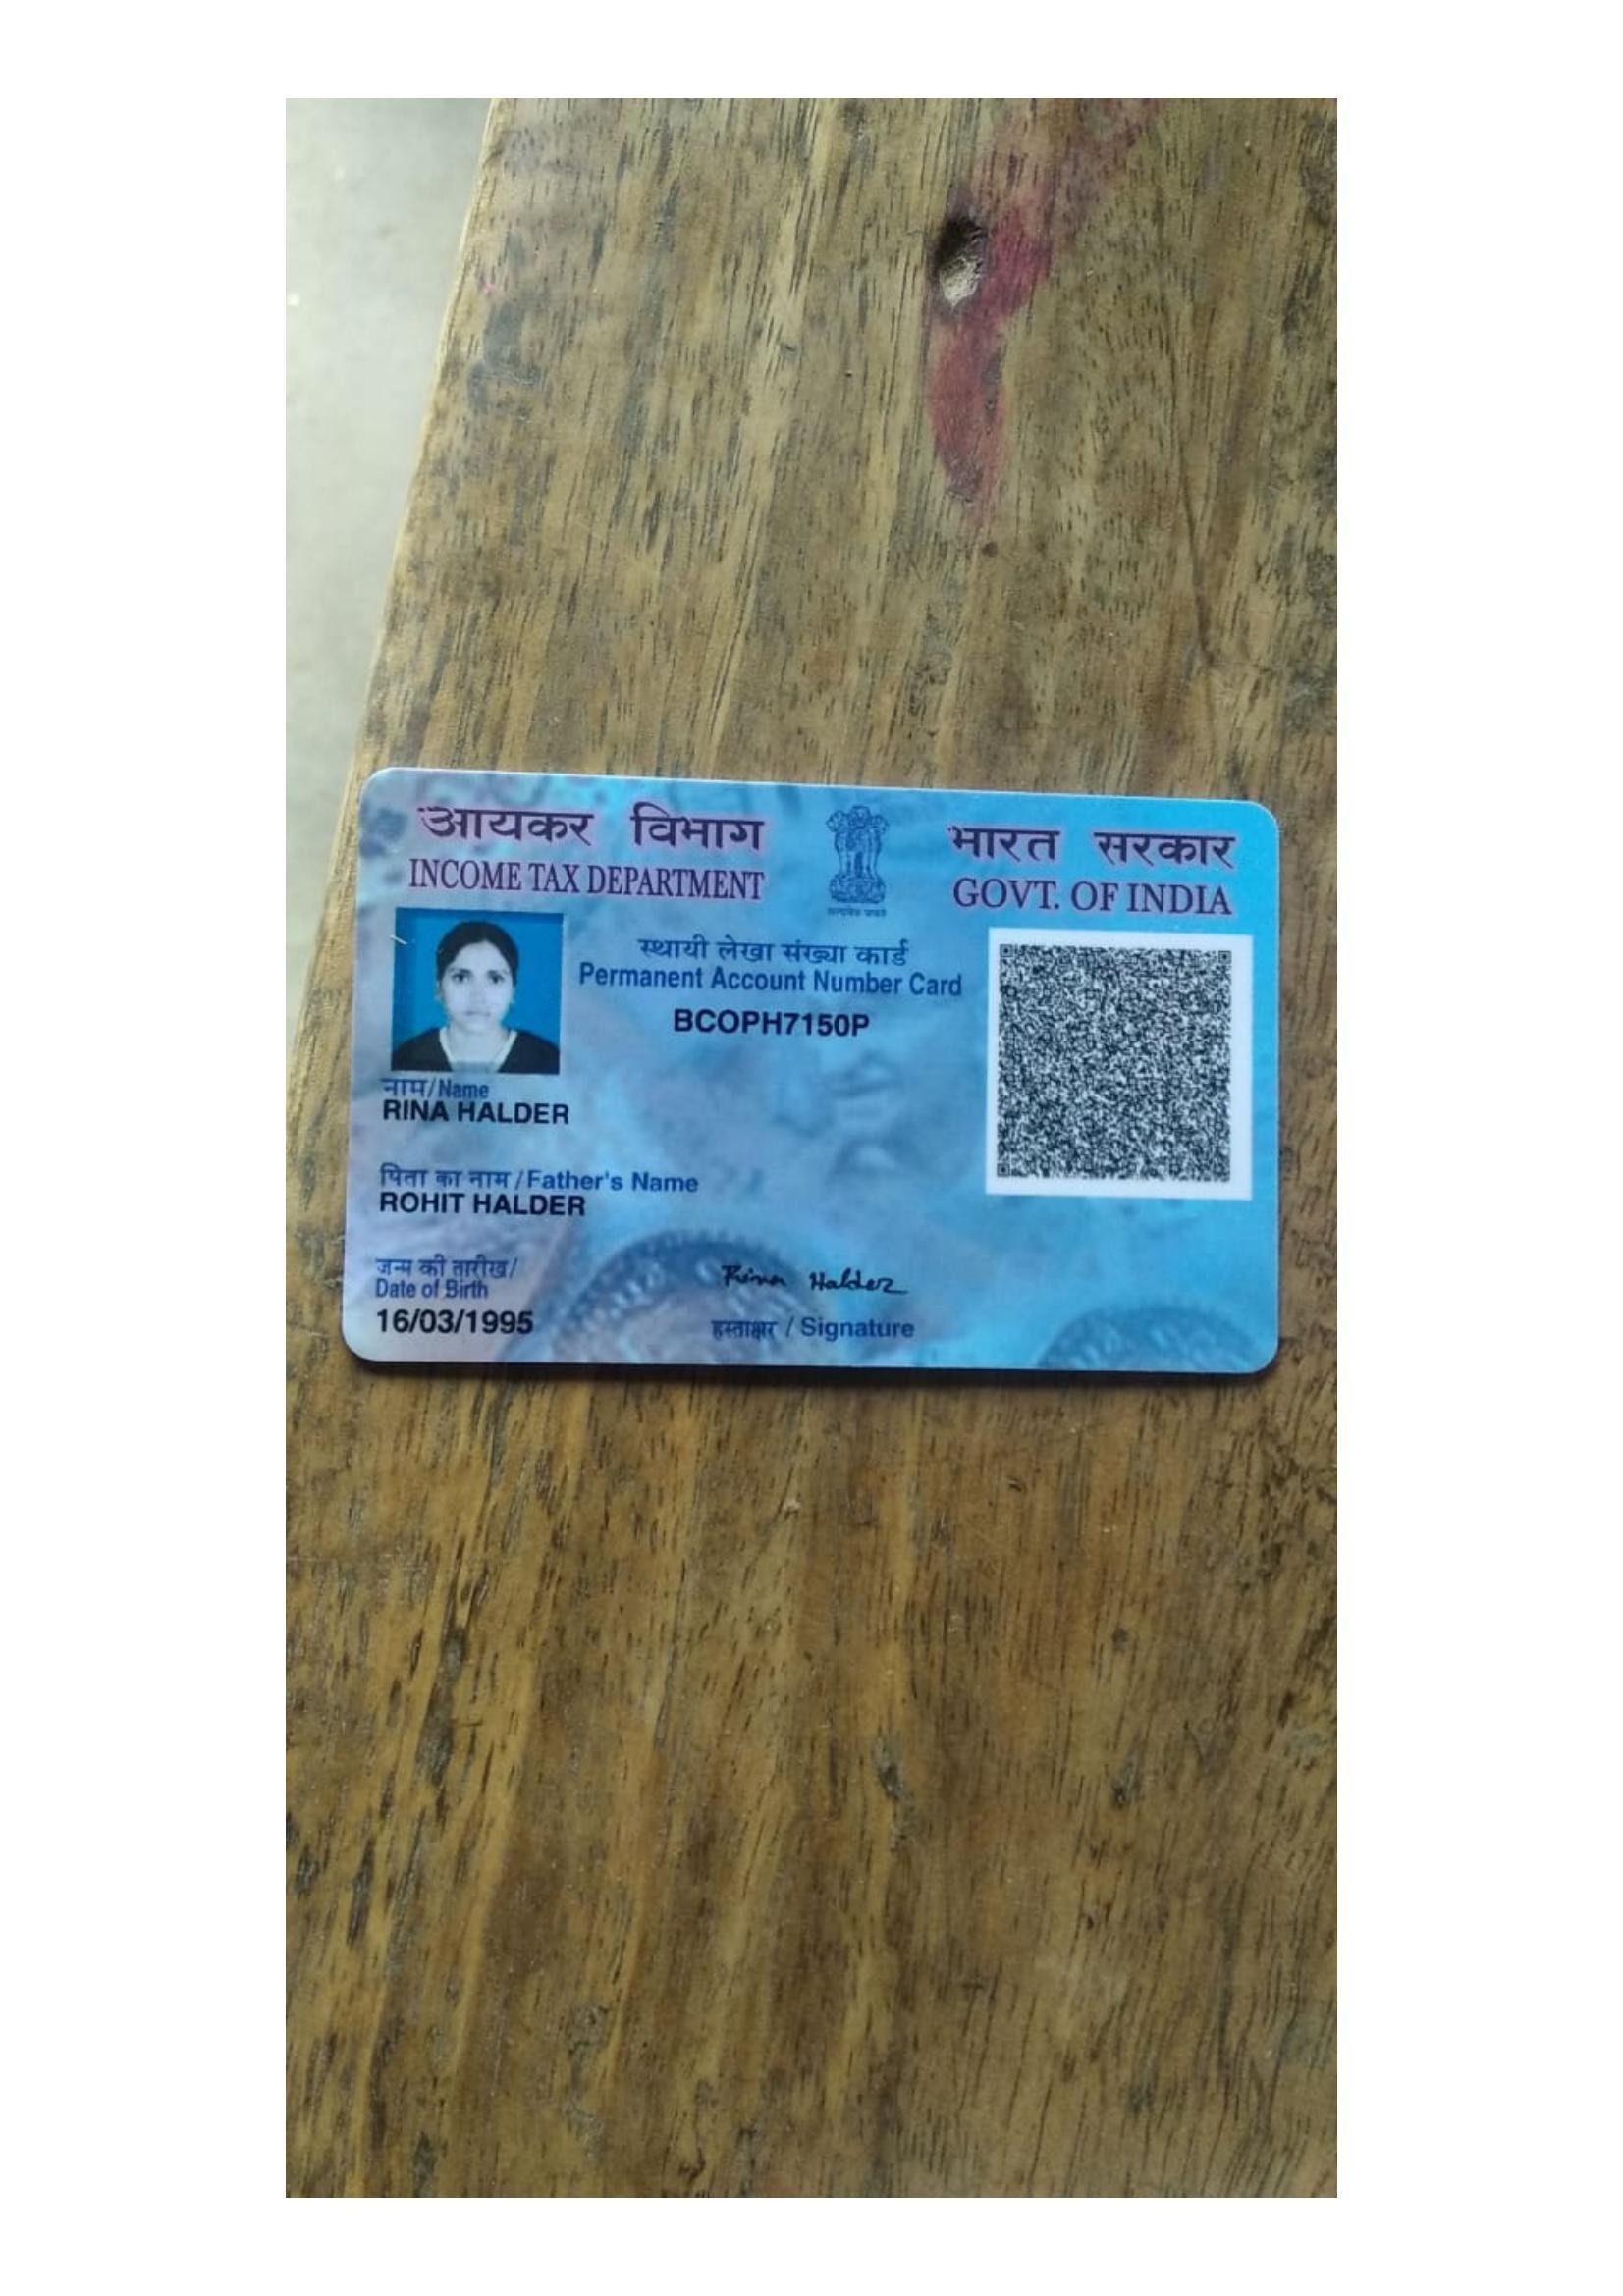 आयकर विभाग
INCOME TAX DEPARTMENT
सत्यमेव जयते
भारत सरकार
GOVT. OF INDIA
स्थायी लेखा संख्या कार्ड
Permanent Account Number Card
BCOPH7150P
नाम/Name
RINA HALDER
पिता का नाम/Father's Name
ROHIT HALDER
जन्म की तारीख/
Date of Birth
16/03/1995
Rina Halder
हस्ताक्षर / Signature